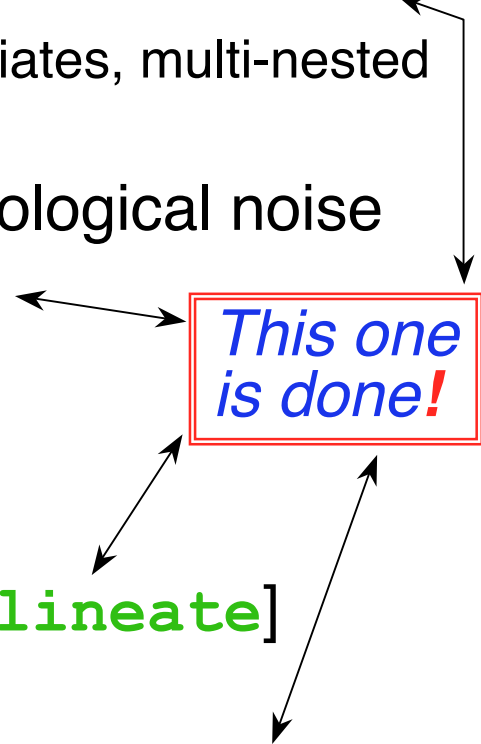 iates, multi-nested
ological noise
This one
is done!
lineate]